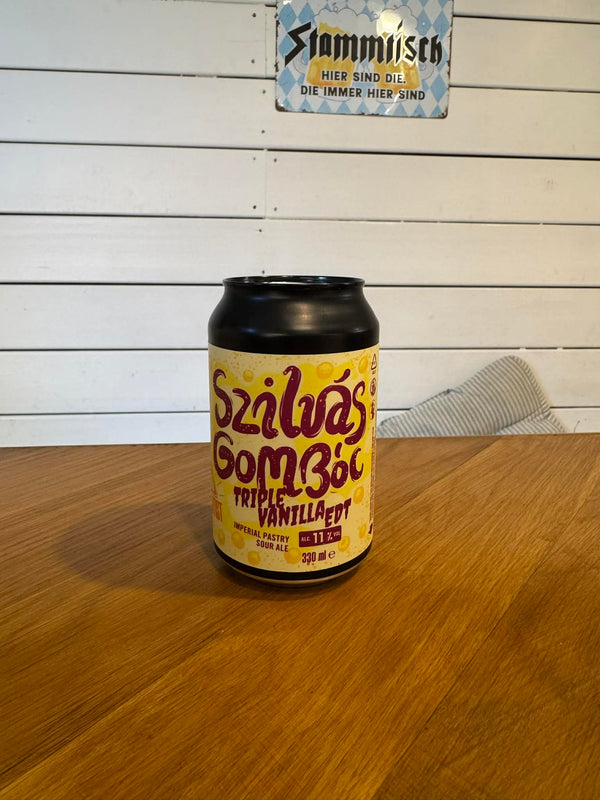 Stammtisch
HIER SIND DIE,
DIE IMMER HIER SIND
Szilvás
Gombóc
TRIPLE
VANILLA EDT
IMPERIAL PASTRY
SOUR ALE
ALC. 11 % VOL
330 ml e